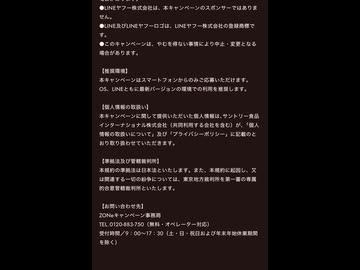 ●LINEヤフー株式会社は、本キャンペーンのスポンサーではありま
せん。
●LINE及びLINEヤフーロゴは、LINEヤフー株式会社の登録商標で
す。
●このキャンペーンは、やむを得ない事情により中止・変更となる
場合があります。
【推奨環境】
本キャンペーンはスマートフォンからのみご応募いただけます。
OS、LINEともに最新バージョンの環境での利用を推奨します。
【個人情報の取扱い】
本キャンペーンに関して提供いただいた個人情報は、サントリー食品
インターナショナル株式会社（共同利用する会社を含む）が、「個人
情報の取扱いについて」及び「プライバシーポリシー」に記載のと
おり取り扱わせていただきます。
【準拠法及び管轄裁判所】
本規約の準拠法は日本法といたします。また、本規約に起因し、又
は関連する一切の紛争については、東京地方裁判所を第一審の専属
的合意管轄裁判所といたします。
【お問い合わせ先】
ZONeキャンペーン事務局
TEL.0120-883-750（無料・オペレーター対応）
受付時間／9：00～17：30（土・日・祝日および年末年始休業期間
を除く）